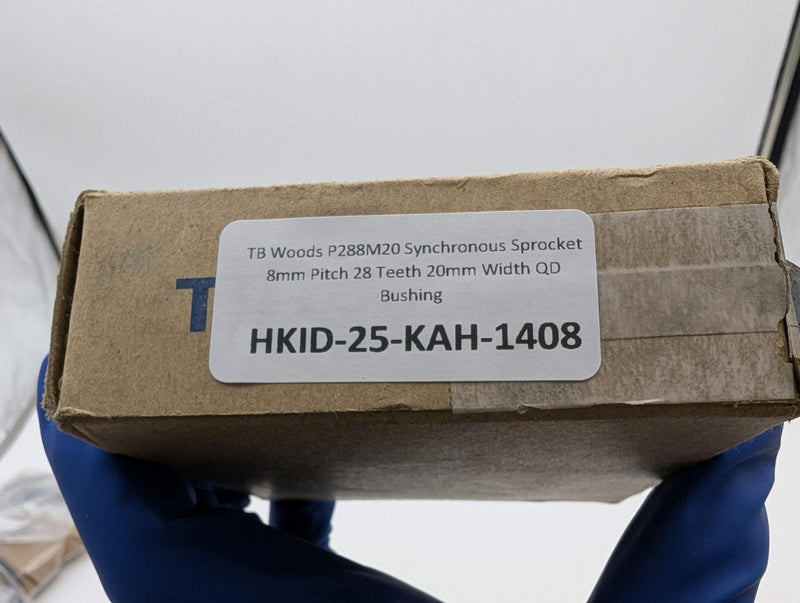 TB Woods P288M20 Synchronous Sprocket
8mm Pitch 28 Teeth 20mm Width QD
Bushing
HKID-25-KAH-1408
T